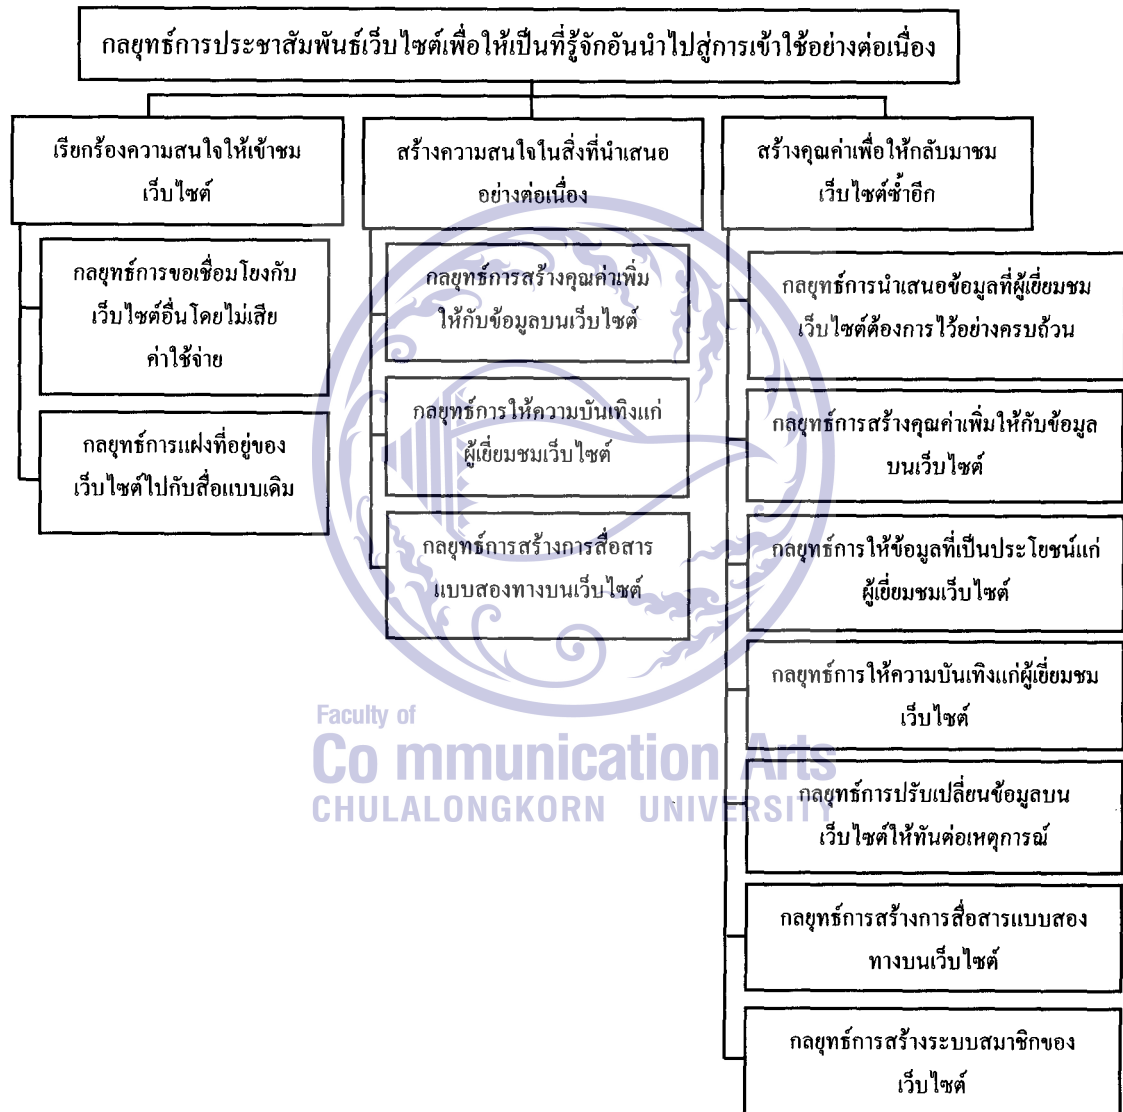 กลยุทธ์การประชาสัมพันธ์เว็บไซต์เพื่อให้เป็นที่รู้จักอันนำไปสู่การเข้าใช้อย่างต่อเนื่อง
เรียกร้องความสนใจให้เข้าชม
เว็บไซต์
กลยุทธ์การขอเชื่อมโยงกับ
เว็บไซต์อื่นโดยไม่เสีย
ค่าใช้จ่าย
กลยุทธ์การแฝงที่อยู่ของ
เว็บไซต์ไปกับสื่อแบบเดิม
สร้างความสนใจในสิ่งที่นำเสนอ
อย่างต่อเนื่อง
กลยุทธ์การสร้างคุณค่าเพิ่ม
ให้กับข้อมูลบนเว็บไซต์
กลยุทธ์การให้ความบันเทิงแก่
ผู้เยี่ยมชมเว็บไซต์
กลยุทธ์การสร้างการสื่อสาร
แบบสองทางบนเว็บไซต์
สร้างคุณค่าเพื่อให้กลับมาชม
เว็บไซต์ซ้ำอีก
กลยุทธ์การนำเสนอข้อมูลที่ผู้เยี่ยมชม
เว็บไซต์ต้องการไว้อย่างครบถ้วน
กลยุทธ์การสร้างคุณค่าเพิ่มให้กับข้อมูล
บนเว็บไซต์
กลยุทธ์การให้ข้อมูลที่เป็นประโยชน์แก่
ผู้เยี่ยมชมเว็บไซต์
กลยุทธ์การให้ความบันเทิงแก่ผู้เยี่ยมชม
เว็บไซต์
กลยุทธ์การปรับเปลี่ยนข้อมูลบน
เว็บไซต์ให้ทันต่อเหตุการณ์
กลยุทธ์การสร้างการสื่อสารแบบสอง
ทางบนเว็บไซต์
กลยุทธ์การสร้างระบบสมาชิกของ
เว็บไซต์
Faculty of
Co mmunication Arts
CHULALONGKORN UNIVERSITY